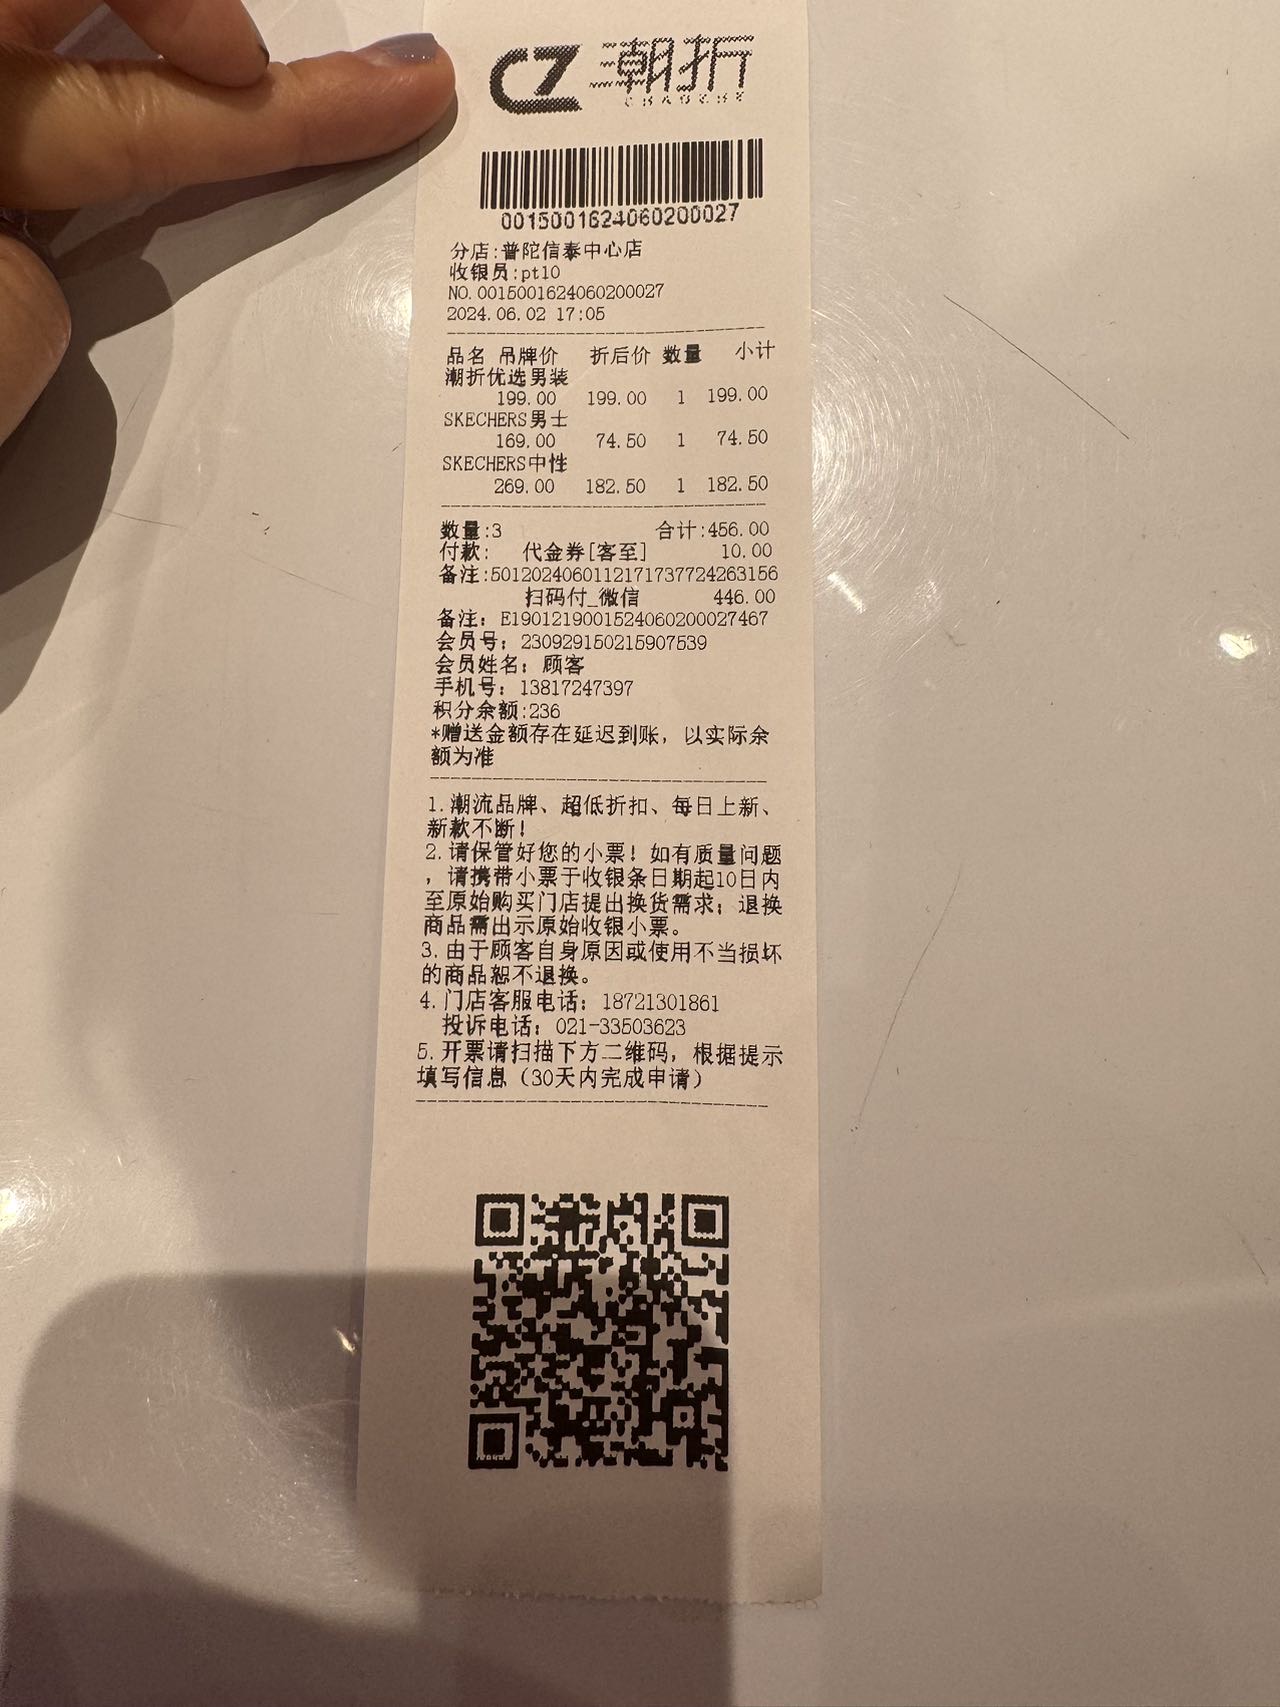 CZ 潮折
CHAOZHE
0015001624060200027
分店:普陀信泰中心店
收银员:pt10
NO.0015001624060200027
2024.06.02 17:05
品名 吊牌价 折后价 数量 小计
潮折优选男装
199.00 199.00 1 199.00
SKECHERS男士
169.00 74.50 1 74.50
SKECHERS中性
269.00 182.50 1 182.50
数量:3 合计:456.00
付款: 代金券[客至] 10.00
备注:5012024060112171737724263156
扫码付_微信 446.00
备注: E1901219001524060200027467
会员号: 230929150215907539
会员姓名: 顾客
手机号: 13817247397
积分余额:236
*赠送金额存在延迟到账, 以实际余
额为准
1.潮流品牌、超低折扣、每日上新、
新款不断!
2.请保管好您的小票! 如有质量问题
, 请携带小票于收银条日期起10日内
至原始购买门店提出换货需求; 退换
商品需出示原始收银小票。
3.由于顾客自身原因或使用不当损坏
的商品恕不退换。
4.门店客服电话: 18721301861
投诉电话: 021-33503623
5.开票请扫描下方二维码, 根据提示
填写信息 (30天内完成申请)